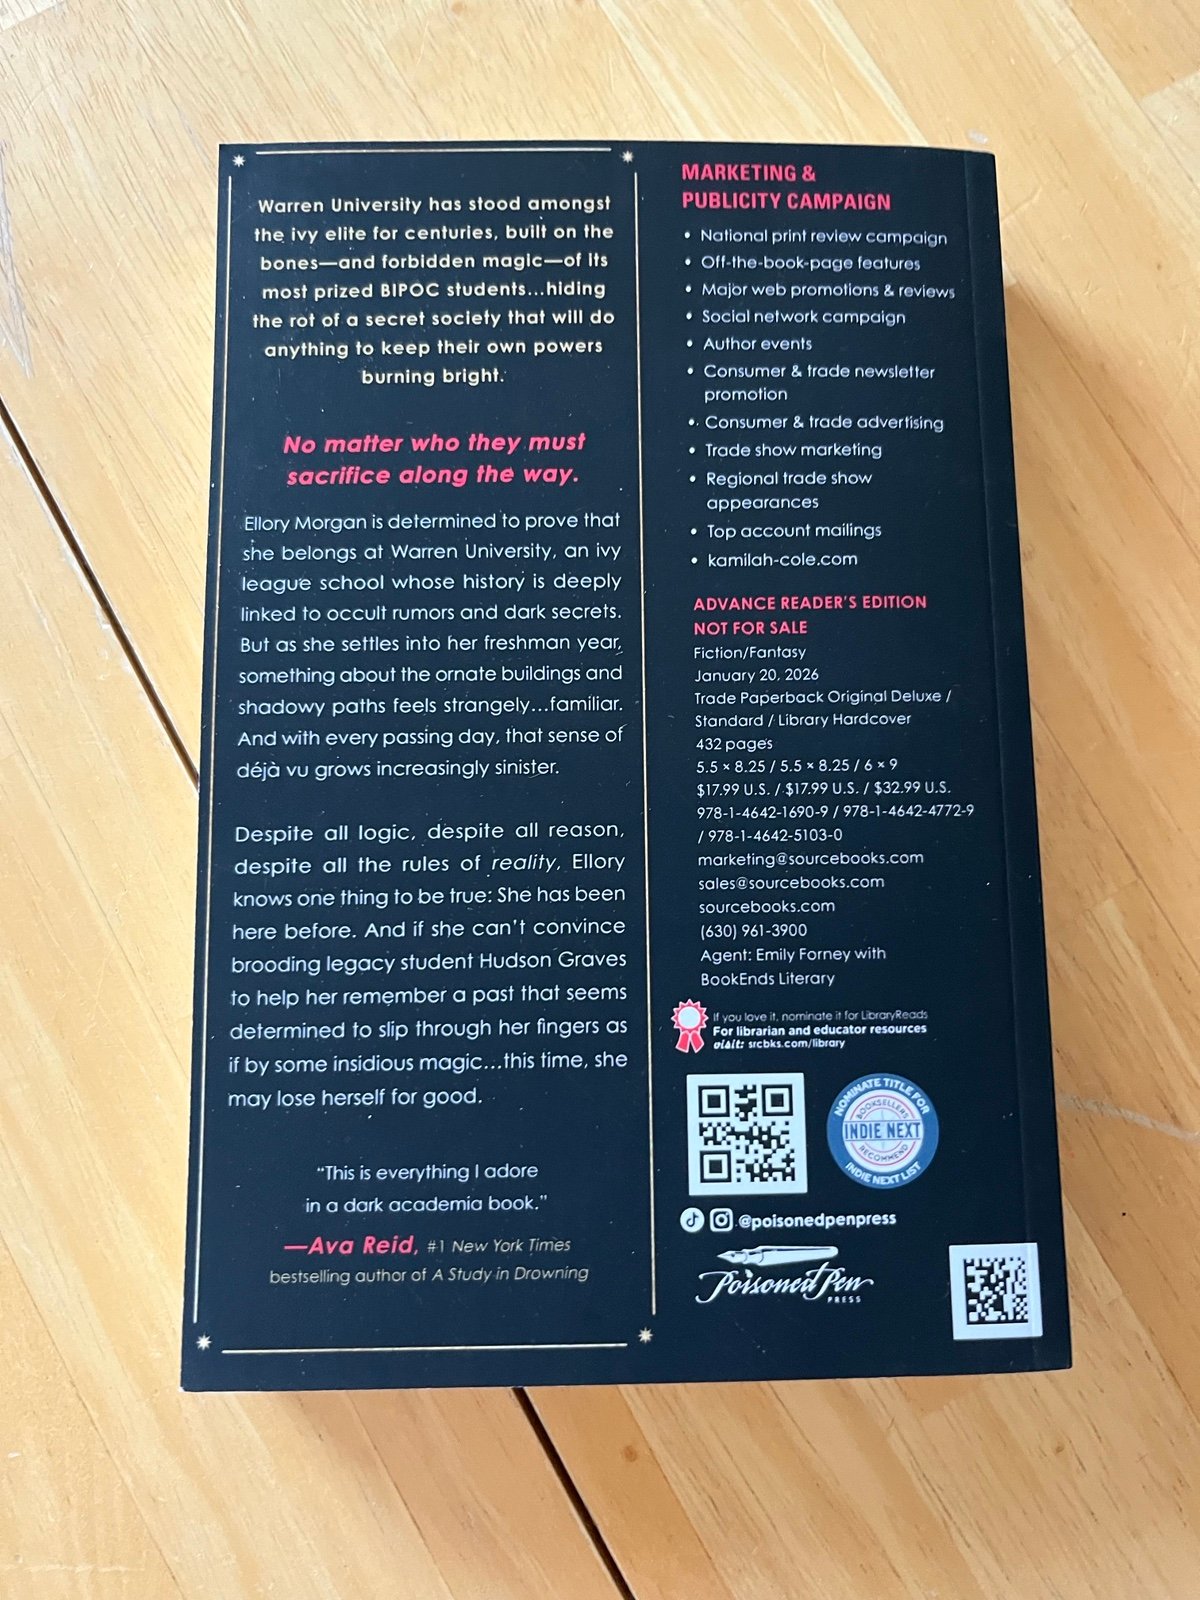 Warren University has stood amongst
the ivy elite for centuries, built on the
bones—and forbidden magic—of its
most prized BIPOC students...hiding
the rot of a secret society that will do
anything to keep their own powers
burning bright.
No matter who they must
sacrifice along the way.
Ellory Morgan is determined to prove that
she belongs at Warren University, an ivy
league school whose history is deeply
linked to occult rumors and dark secrets.
But as she settles into her freshman year,
something about the ornate buildings and
shadowy paths feels strangely...familiar.
And with every passing day, that sense of
déjà vu grows increasingly sinister.
Despite all logic, despite all reason,
despite all the rules of reality, Ellory
knows one thing to be true: She has been
here before. And if she can't convince
brooding legacy student Hudson Graves
to help her remember a past that seems
determined to slip through her fingers as
if by some insidious magic...this time, she
may lose herself for good.
“This is everything I adore
in a dark academia book.”
—Ava Reid, #1 New York Times
bestselling author of A Study in Drowning
MARKETING &
PUBLICITY CAMPAIGN
• National print review campaign
• Off-the-book-page features
• Major web promotions & reviews
• Social network campaign
• Author events
• Consumer & trade newsletter
promotion
• Consumer & trade advertising
• Trade show marketing
• Regional trade show
appearances
• Top account mailings
• kamilah-cole.com
ADVANCE READER'S EDITION
NOT FOR SALE
Fiction/Fantasy
January 20, 2026
Trade Paperback Original Deluxe /
Standard / Library Hardcover
432 pages
5.5 × 8.25 / 5.5 × 8.25 / 6 × 9
$17.99 U.S. / $17.99 U.S. / $32.99 U.S.
978-1-4642-1690-9 / 978-1-4642-4772-9
/ 978-1-4642-5103-0
marketing@sourcebooks.com
sales@sourcebooks.com
sourcebooks.com
(630) 961-3900
Agent: Emily Forney with
BookEnds Literary
If you love it, nominate it for LibraryReads
For librarian and educator resources
visit: srcbks.com/library
NOMINATE TITLE FOR
BOOKSELLERS
INDIE NEXT
RECOMMEND
INDIE NEXT LIST
@poisonedpenpress
Poisoned Pen
PRESS